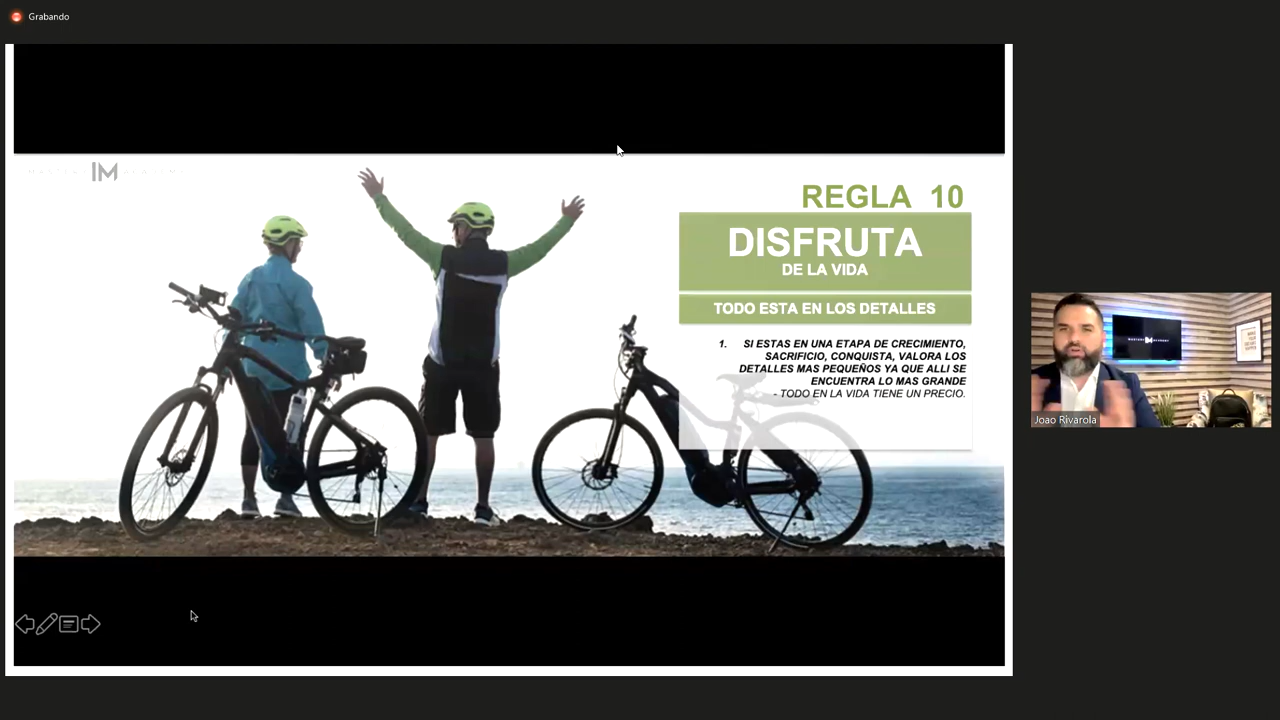 Grabando
IM
REGLA 10
DISFRUTA
DE LA VIDA
TODO ESTA EN LOS DETALLES
1. SI ESTAS EN UNA ETAPA DE CRECIMIENTO,
SACRIFICIO, CONQUISTA, VALORA LOS
DETALLES MAS PEQUEÑOS YA QUE ALLI SE
ENCUENTRA LO MAS GRANDE
- TODO EN LA VIDA TIENE UN PRECIO.
Joao Rivarola